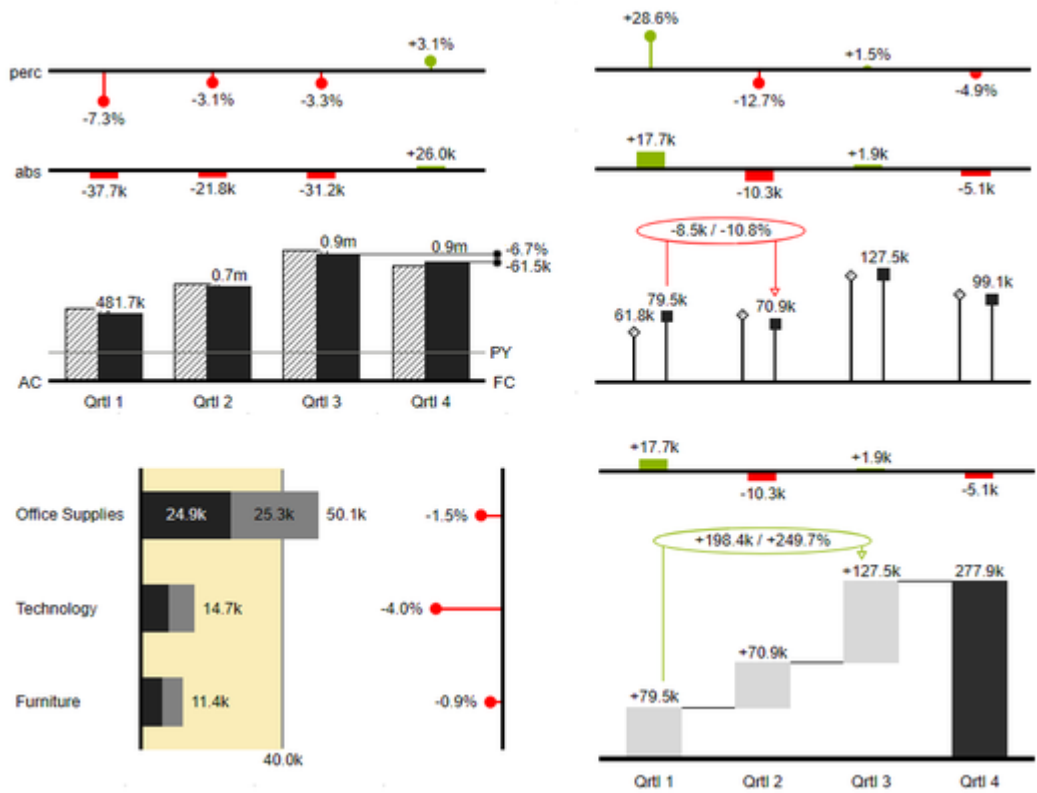 +3.1%
perc
-7.3%
-3.1%
-3.3%
+26.0k
abs
-37.7k
-21.8k
-31.2k
481.7k
0.7m
0.9m
0.9m
-6.7%
-61.5k
PY
AC
FC
Qrtl 1
Qrtl 2
Qrtl 3
Qrtl 4
+28.6%
+1.5%
-12.7%
-4.9%
+17.7k
+1.9k
-10.3k
-5.1k
-8.5k / -10.8%
61.8k
79.5k
70.9k
127.5k
99.1k
Office Supplies
24.9k
25.3k
50.1k
-1.5%
Technology
14.7k
-4.0%
Furniture
11.4k
-0.9%
40.0k
+17.7k
+1.9k
-10.3k
-5.1k
+198.4k / +249.7%
+79.5k
+70.9k
+127.5k
277.9k
Qrtl 1
Qrtl 2
Qrtl 3
Qrtl 4